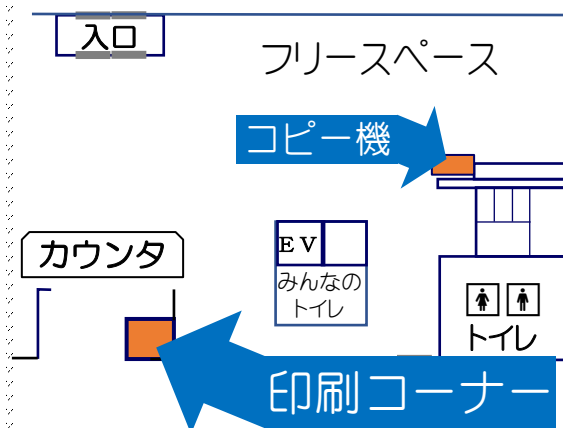 入口
フリースペース
コピー機
カウンタ
EV
みんなの
トイレ
トイレ
印刷コーナー